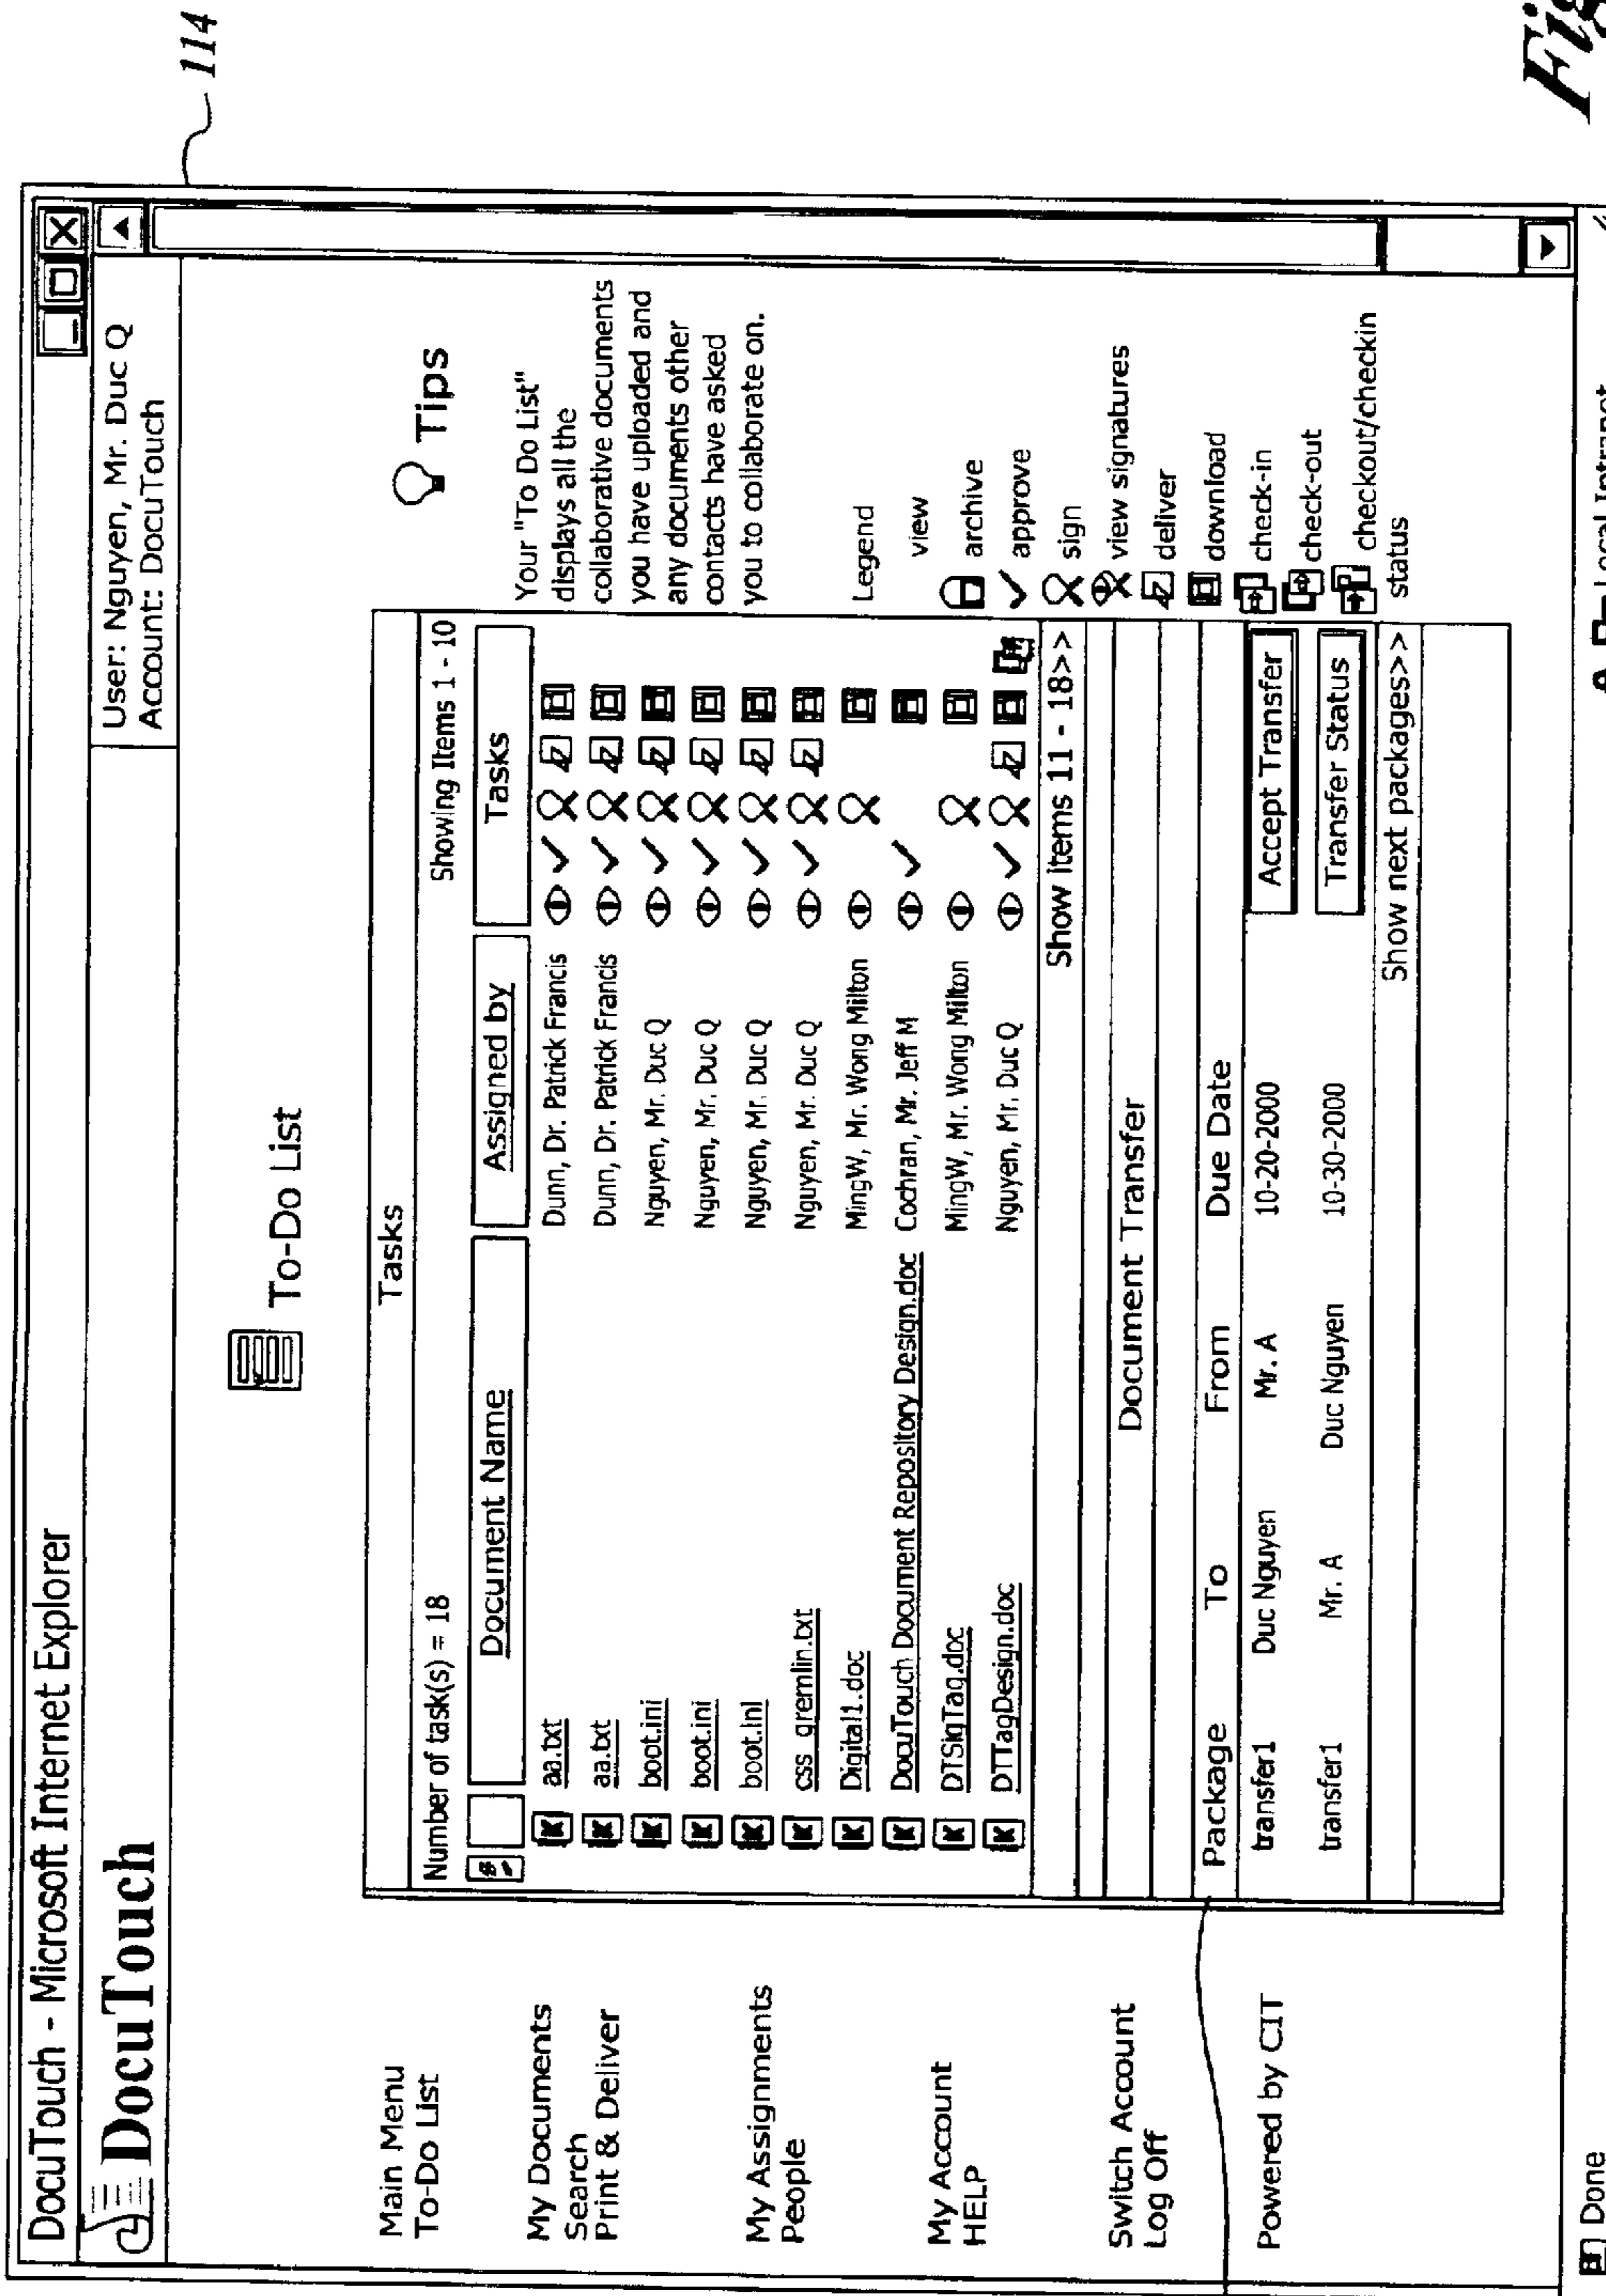 DocuTouch - Microsoft Internet Explorer
DocuTouch
User: Nguyen, Mr. Duc Q
Account: DocuTouch
114
To-Do List
Main Menu
To-Do List
My Documents
Search
Print & Deliver
My Assignments
People
My Account
HELP
Switch Account
Log Off
Powered by CIT
Tasks
Number of task(s) = 18 Showing Items 1 - 10
Document Name Assigned by Tasks
aa.txt Dunn, Dr. Patrick Francis
aa.txt Dunn, Dr. Patrick Francis
boot.ini Nguyen, Mr. Duc Q
boot.ini Nguyen, Mr. Duc Q
boot.ini Nguyen, Mr. Duc Q
css gremlin.txt Nguyen, Mr. Duc Q
Digital1.doc MingW, Mr. Wong Milton
DocuTouch Document Repository Design.doc Cochran, Mr. Jeff M
DTSigTag.doc MingW, Mr. Wong Milton
DTTagDesign.doc Nguyen, Mr. Duc Q
Show items 11 - 18>>
Document Transfer
Package To From Due Date
transfer1 Duc Nguyen Mr. A 10-20-2000 Accept Transfer
transfer1 Mr. A Duc Nguyen 10-30-2000 Transfer Status
Show next packages>>
Tips
Your "To Do List"
displays all the
collaborative documents
you have uploaded and
any documents other
contacts have asked
you to collaborate on.
Legend
view
archive
approve
sign
view signatures
deliver
download
check-in
check-out
checkout/checkin
status
Done
Local Intranet
Fig